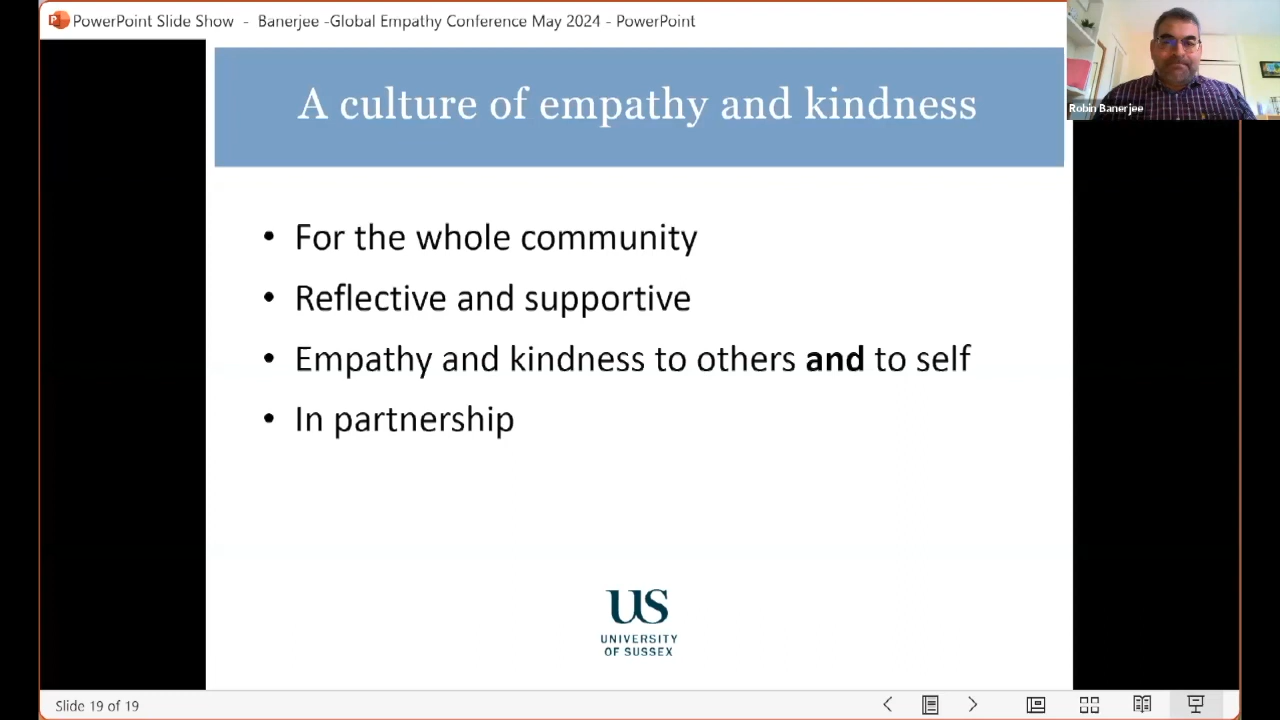 PowerPoint Slide Show - Banerjee -Global Empathy Conference May 2024 - PowerPoint
Robin Banerjee
A culture of empathy and kindness
• For the whole community
• Reflective and supportive
• Empathy and kindness to others and to self
• In partnership
US
UNIVERSITY
OF SUSSEX
Slide 19 of 19